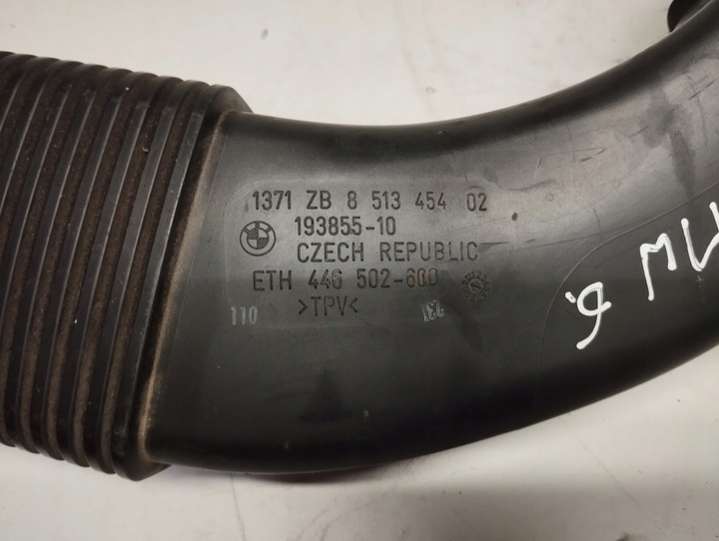 1371 ZB 8 513 454 02
193855-10
CZECH REPUBLIC
ETH 446 502-600
>TPV<
110